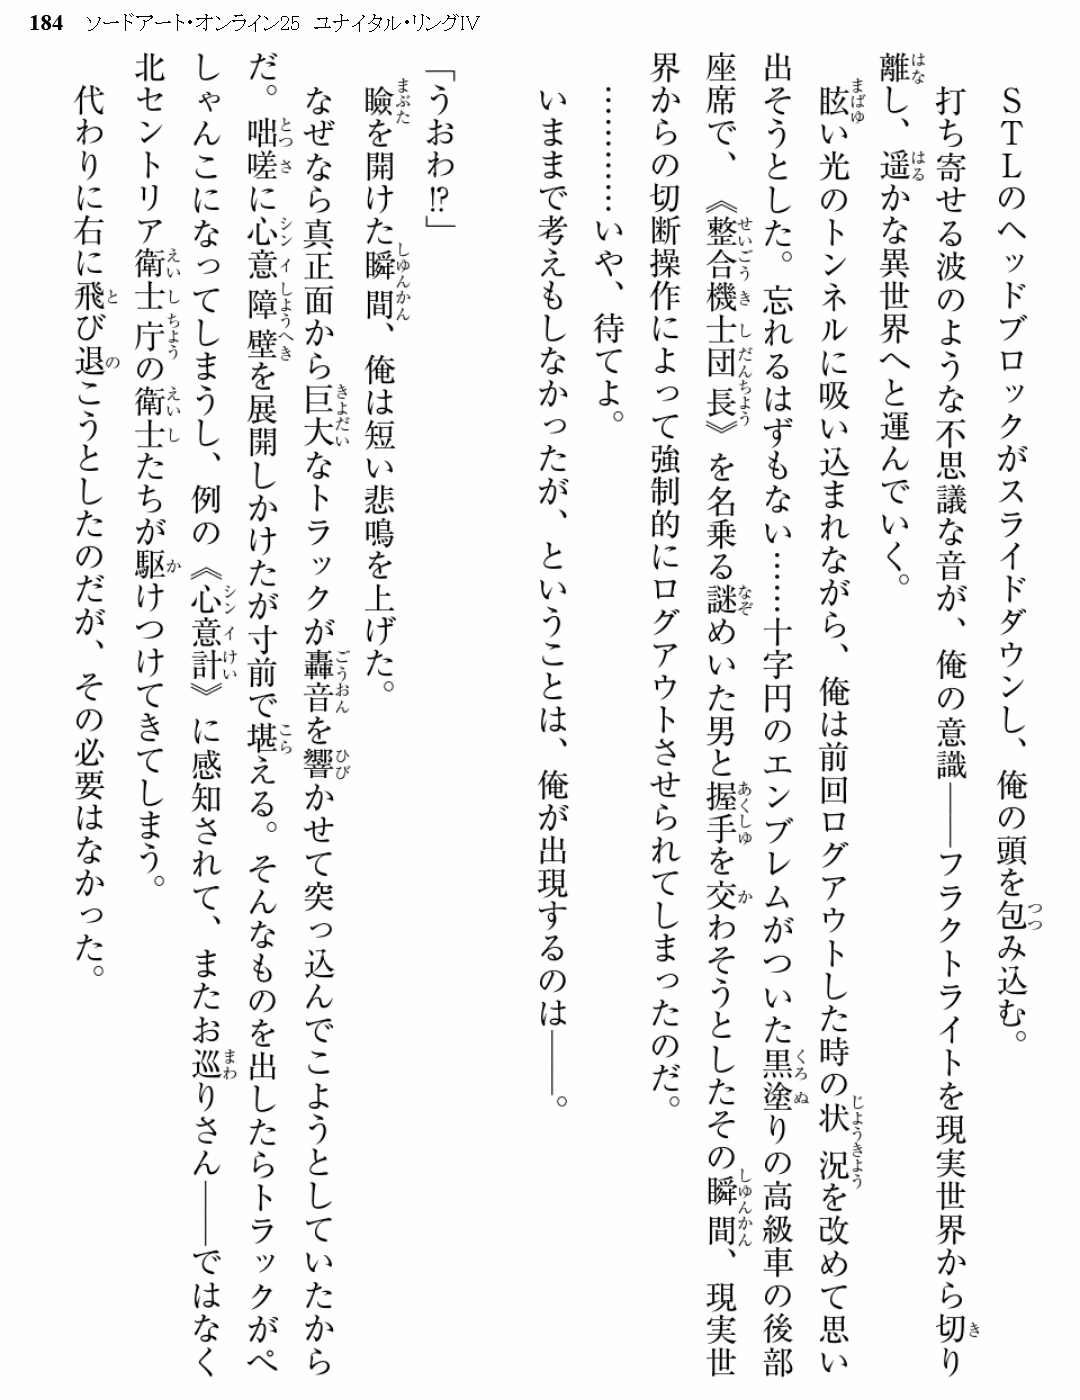 184　ソードアート・オンライン25　ユナイタル・リングⅣ
ＳＴＬのヘッドブロックがスライドダウンし、俺の頭を包み込む。
打ち寄せる波のような不思議な音が、俺の意識――フラクトライトを現実世界から切り
離し、遥かな異世界へと運んでいく。
眩い光のトンネルに吸い込まれながら、俺は前回ログアウトした時の状況を改めて思い
出そうとした。忘れるはずもない……十字円のエンブレムがついた黒塗りの高級車の後部
座席で、《整合機士団長》を名乗る謎めいた男と握手を交わそうとしたその瞬間、現実世
界からの切断操作によって強制的にログアウトさせられてしまったのだ。
…………いや、待てよ。
いままで考えもしなかったが、ということは、俺が出現するのは――。
「うおわ⁉」
瞼を開けた瞬間、俺は短い悲鳴を上げた。
なぜなら真正面から巨大なトラックが轟音を響かせて突っ込んでこようとしていたから
だ。咄嗟に心意障壁を展開しかけたが寸前で堪える。そんなものを出したらトラックがぺ
しゃんこになってしまうし、例の《心意計》に感知されて、またお巡りさん――ではなく
北セントリア衛士庁の衛士たちが駆けつけてきてしまう。
代わりに右に飛び退こうとしたのだが、その必要はなかった。